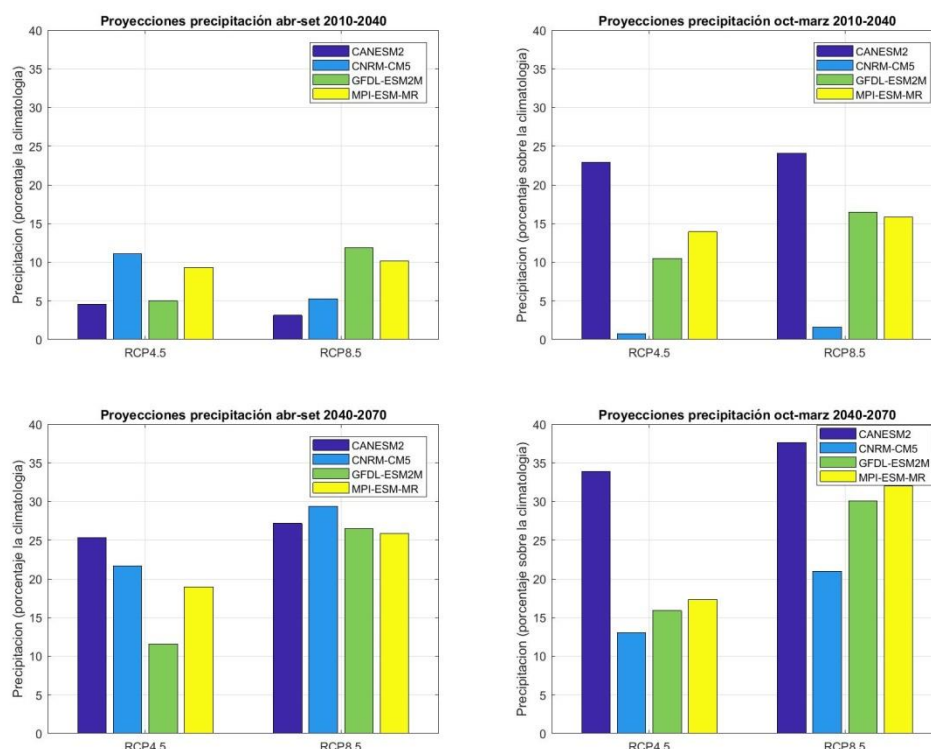 Proyecciones precipitación abr-set 2010-2040
Precipitacion (porcentaje la climatologia)
40
35
30
25
20
15
10
5
0
CANESM2
CNRM-CM5
GFDL-ESM2M
MPI-ESM-MR
RCP4.5
RCP8.5
Proyecciones precipitación oct-marz 2010-2040
Precipitacion (porcentaje sobre la climatologia)
40
35
30
25
20
15
10
5
0
CANESM2
CNRM-CM5
GFDL-ESM2M
MPI-ESM-MR
RCP4.5
RCP8.5
Proyecciones precipitación abr-set 2040-2070
Precipitacion (porcentaje la climatologia)
40
35
30
25
20
15
10
5
0
CANESM2
CNRM-CM5
GFDL-ESM2M
MPI-ESM-MR
RCP4.5
RCP8.5
Proyecciones precipitación oct-marz 2040-2070
Precipitacion (porcentaje sobre la climatologia)
40
35
30
25
20
15
10
5
0
CANESM2
CNRM-CM5
GFDL-ESM2M
MPI-ESM-MR
RCP4.5
RCP8.5